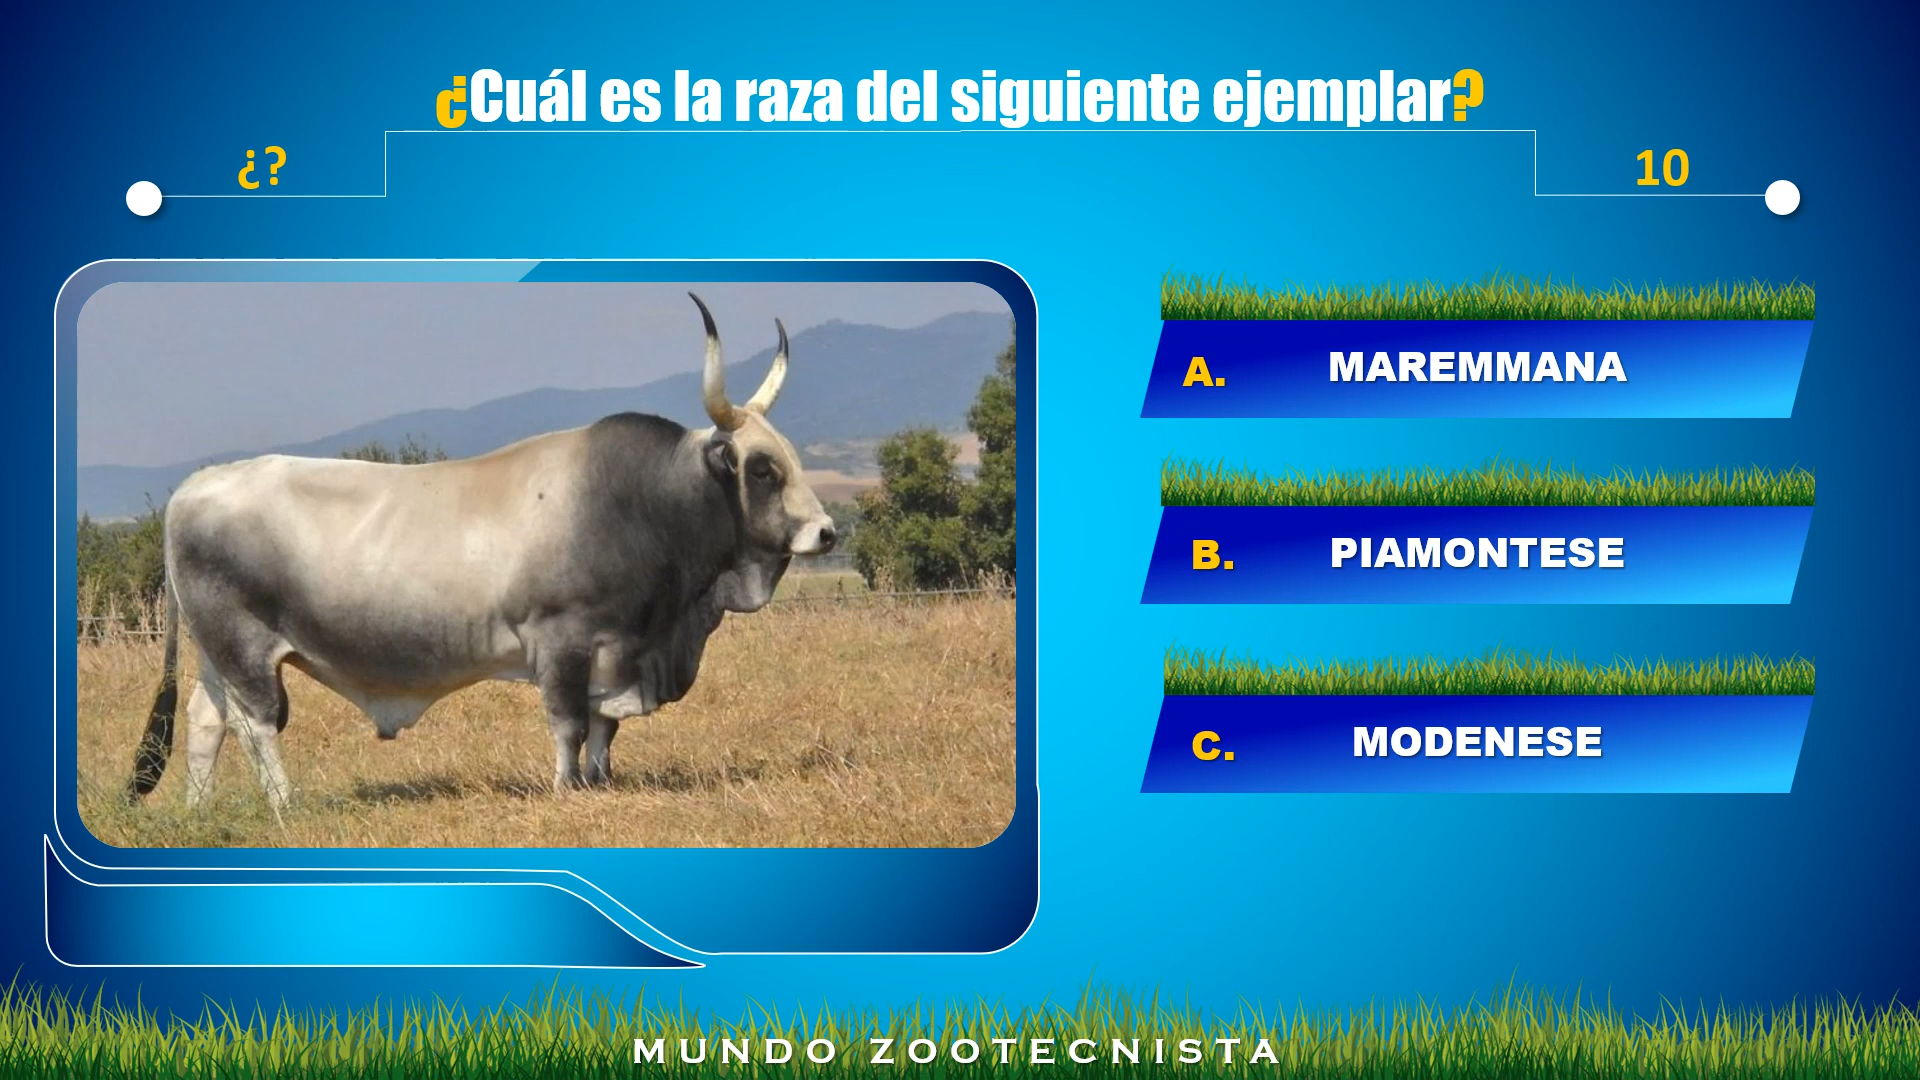 ¿Cuál es la raza del siguiente ejemplar?
¿?
10
A. MAREMMANA
B. PIAMONTESE
C. MODENESE
MUNDO ZOOTECNISTA